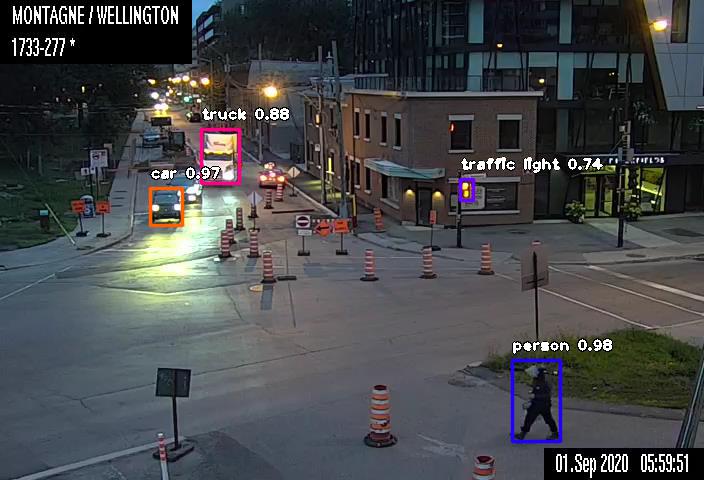 MONTAGNE / WELLINGTON
1733-277 *
truck 0.88
car 0.97
traffic light 0.74
person 0.98
01.Sep 2020 05:59:51